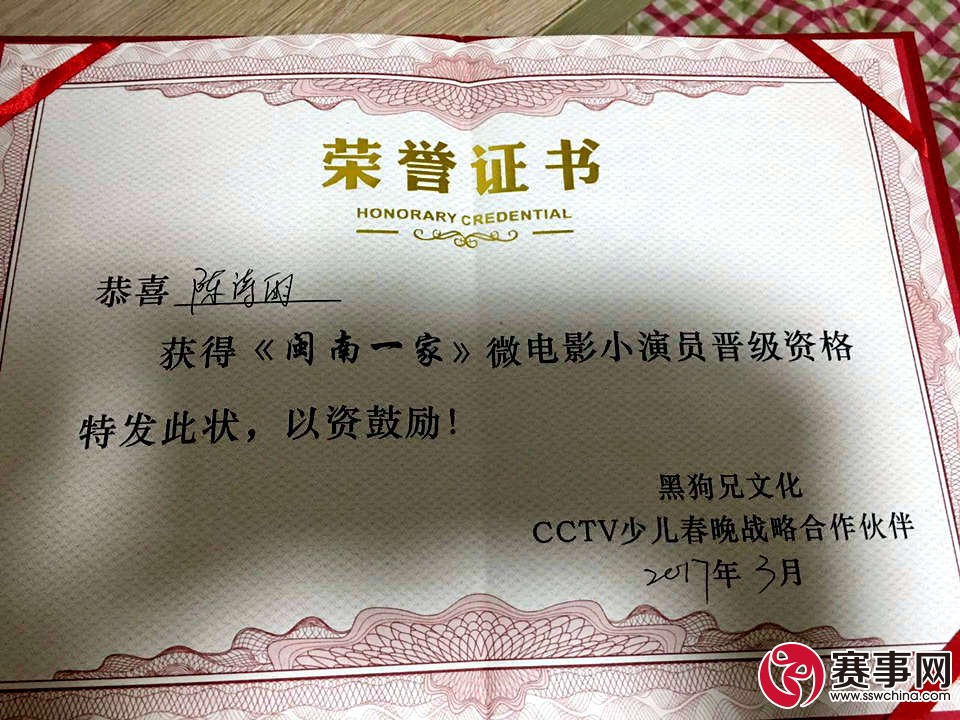 荣誉证书
HONORARY CREDENTIAL
恭喜 陈诗雨
获得《闽南一家》微电影小演员晋级资格
特发此状，以资鼓励！
黑狗兄文化
CCTV少儿春晚战略合作伙伴
2017年3月
赛事网
www.sswchina.com